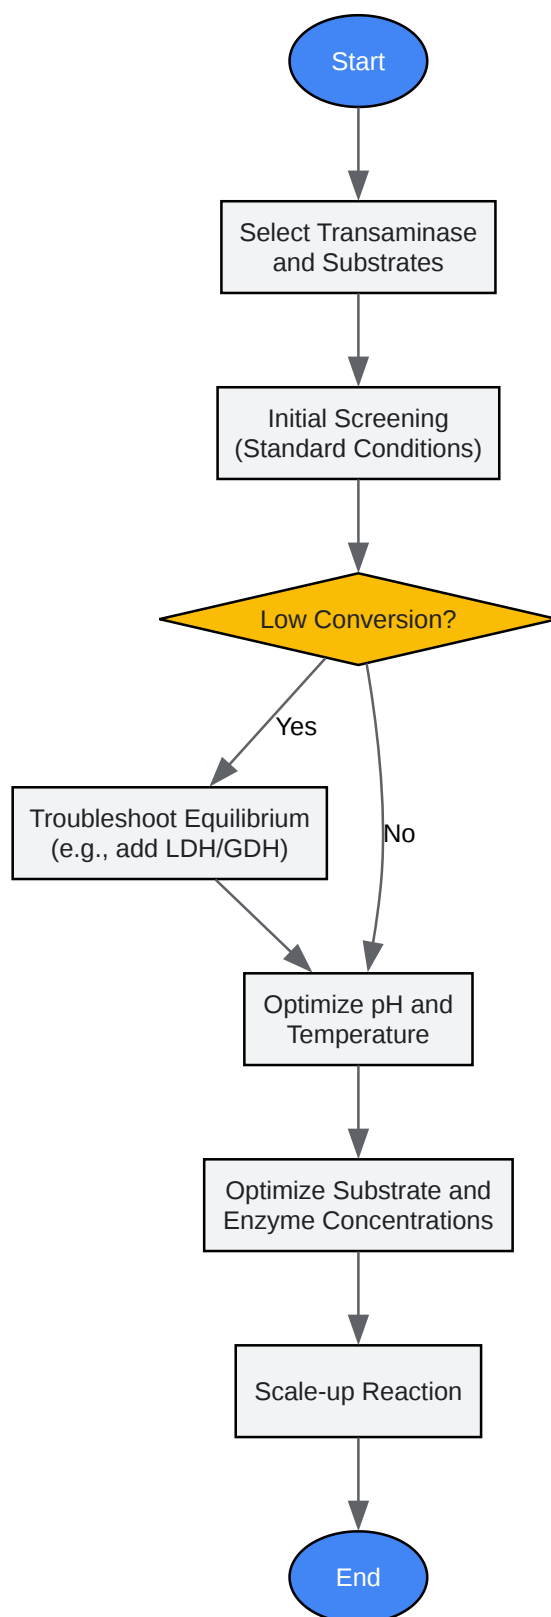 Start
Select Transaminase
and Substrates
Initial Screening
(Standard Conditions)
Low Conversion?
Yes
Troubleshoot Equilibrium
(e.g., add LDH/GDH)
No
Optimize pH and
Temperature
Optimize Substrate and
Enzyme Concentrations
Scale-up Reaction
End